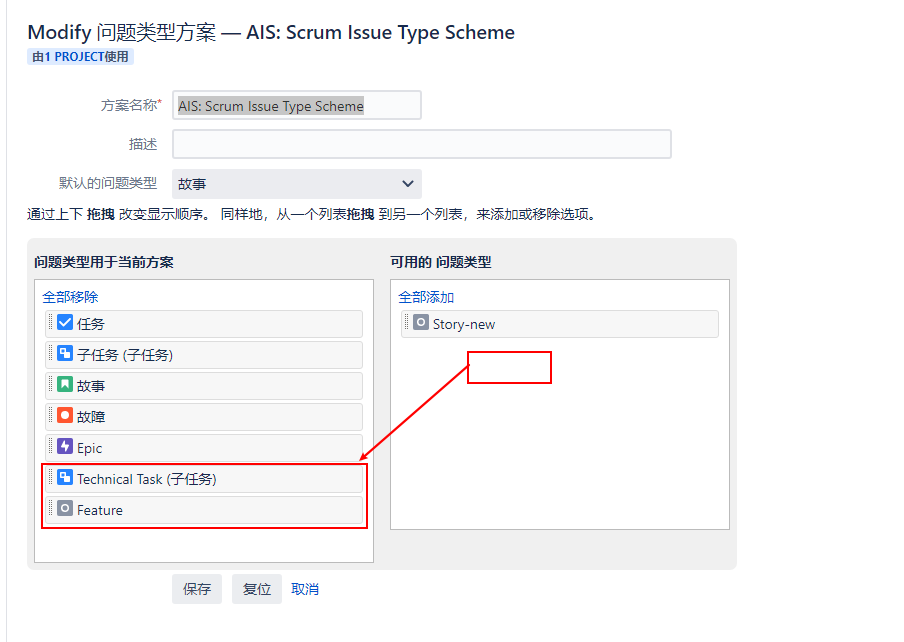 Modify 问题类型方案 — AIS: Scrum Issue Type Scheme
由1 PROJECT使用
方案名称* AIS: Scrum Issue Type Scheme
描述
默认的问题类型 故事
通过上下 拖拽 改变显示顺序。 同样地，从一个列表拖拽 到另一个列表，来添加或移除选项。
问题类型用于当前方案
全部移除
任务
子任务 (子任务)
故事
故障
Epic
Technical Task (子任务)
Feature
可用的 问题类型
全部添加
Story-new
保存 复位 取消